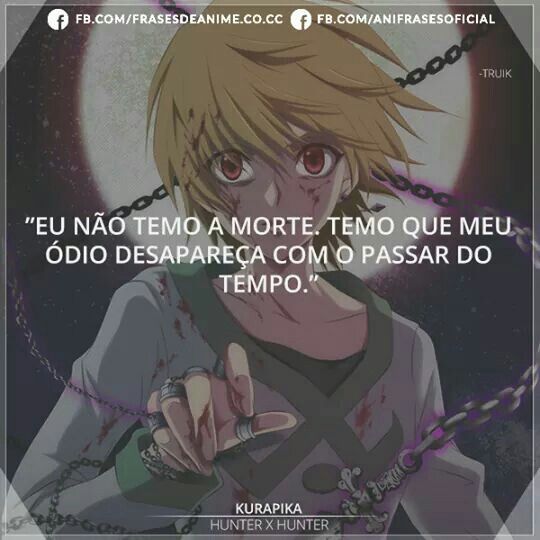 FB.COM/FRASESDEANIME.CO.CC FB.COM/ANIFRASESOFICIAL
-TRUIK
”EU NÃO TEMO A MORTE. TEMO QUE MEU
ÓDIO DESAPAREÇA COM O PASSAR DO
TEMPO.”
KURAPIKA
HUNTER X HUNTER